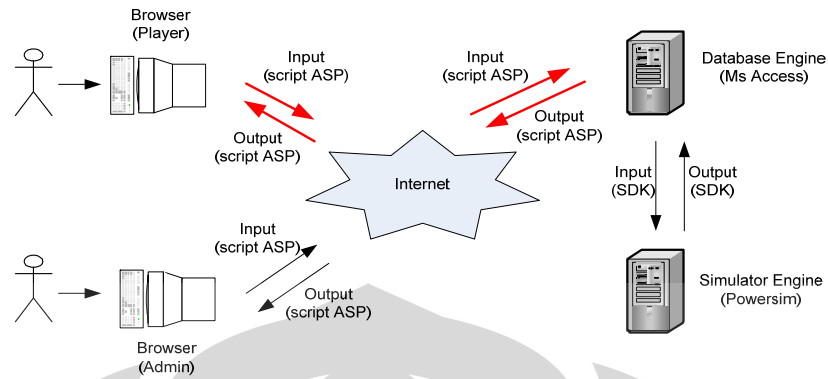 Browser
(Player)
Input
(script ASP)
Output
(script ASP)
Input
(script ASP)
Output
(script ASP)
Database Engine
(Ms Access)
Internet
Input
(SDK)
Output
(SDK)
Input
(script ASP)
Output
(script ASP)
Simulator Engine
(Powersim)
Browser
(Admin)